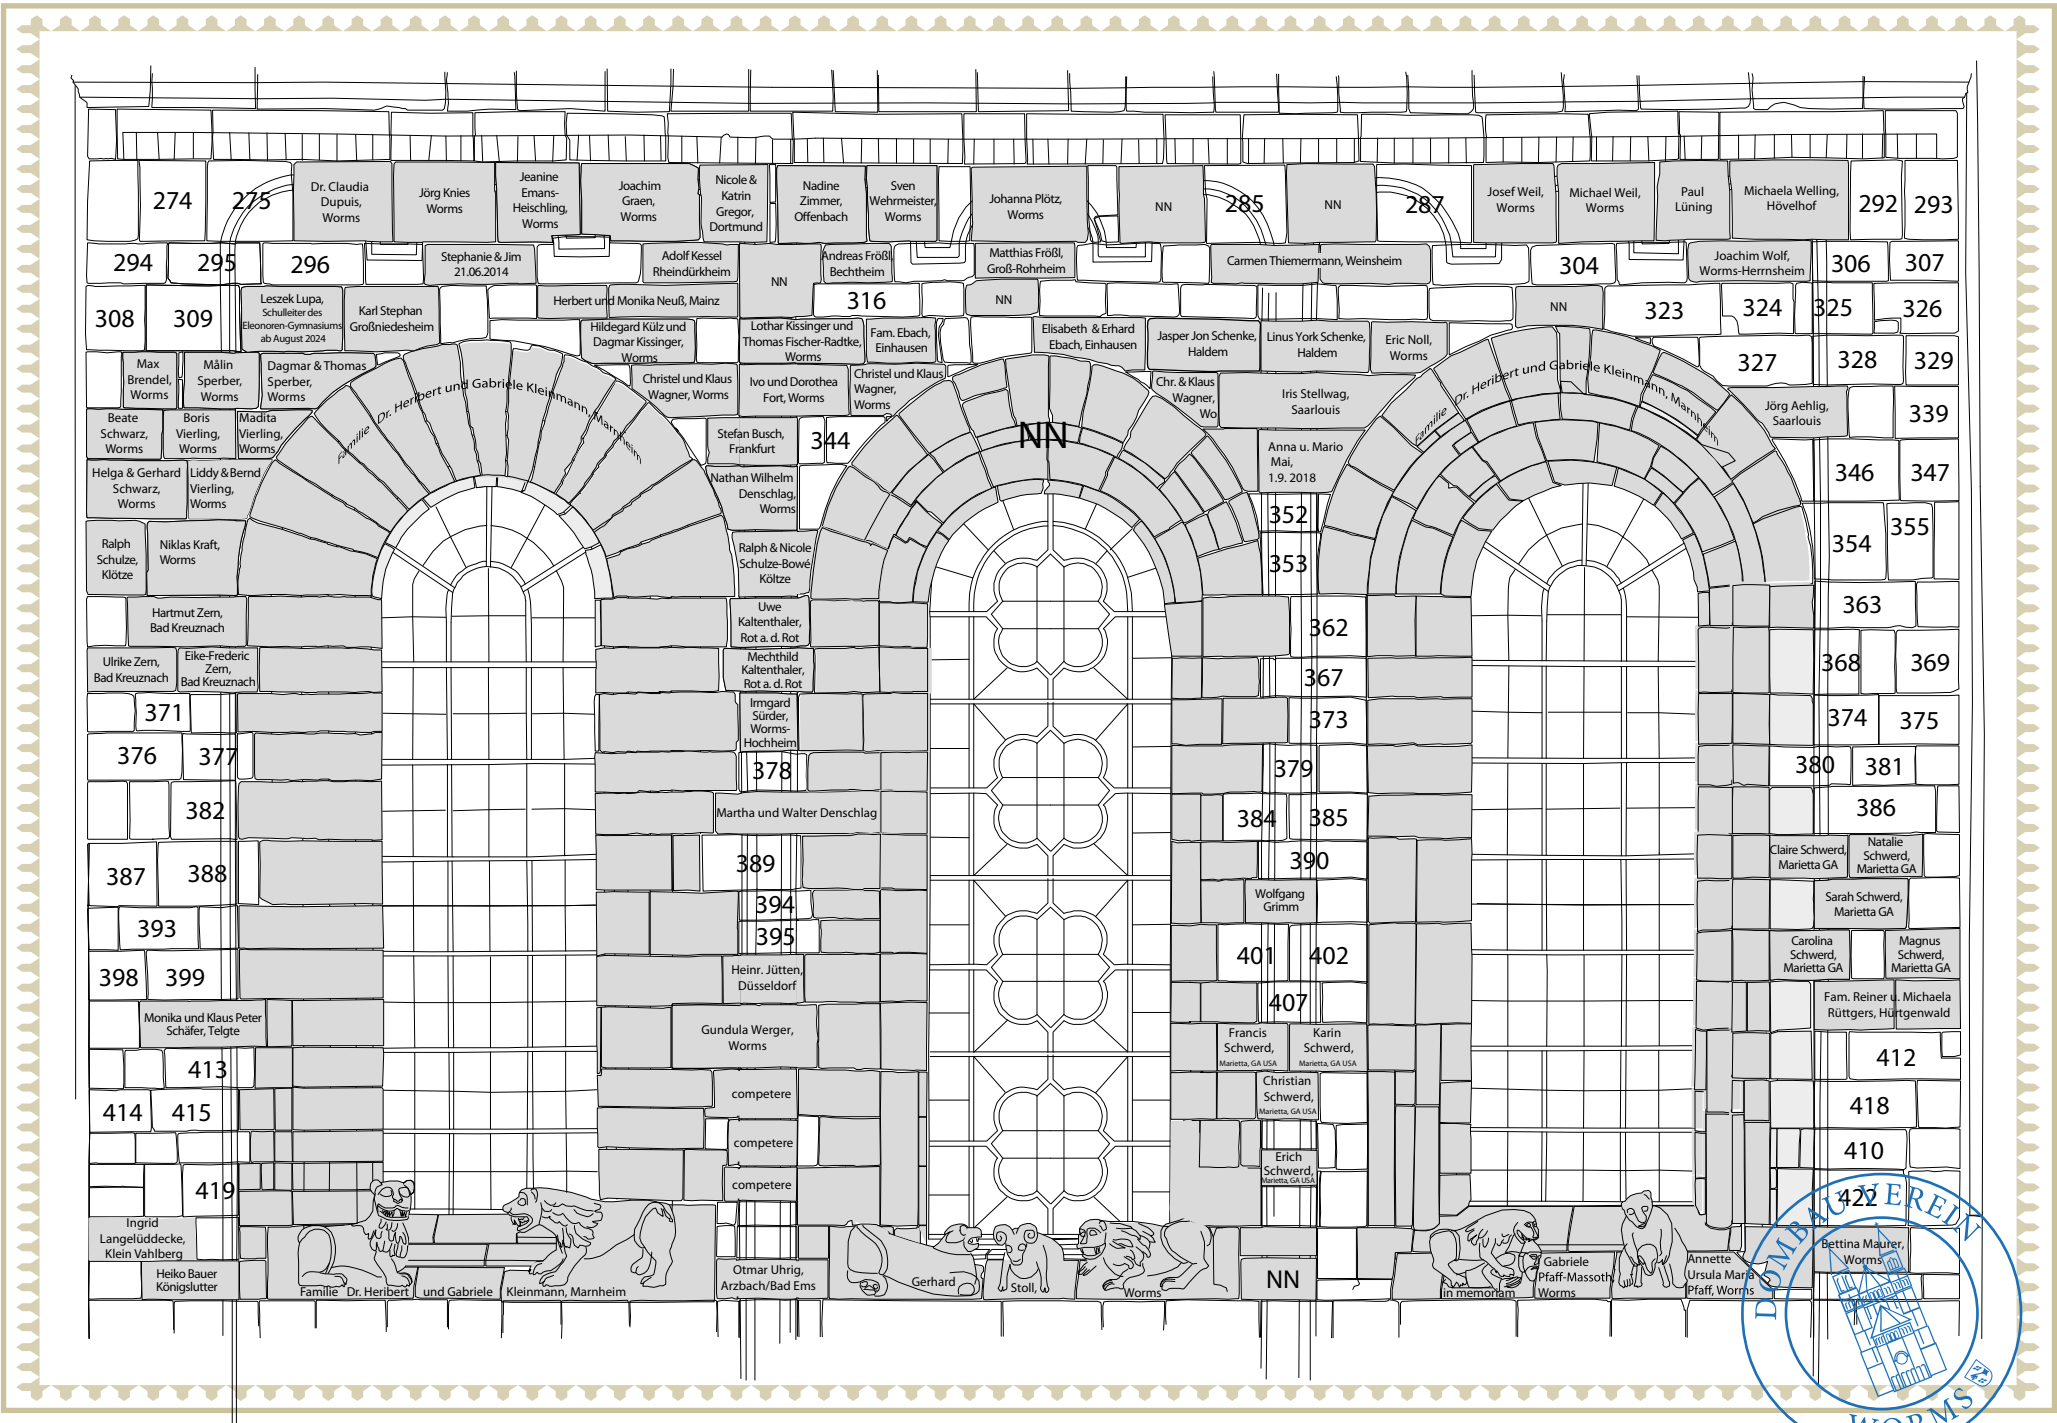 274
275
Dr. Claudia
Dupuis,
Worms
Jörg Knies
Worms
Jeanine
Emans-
Heischling,
Worms
Joachim
Graen,
Worms
Nicole &
Katrin
Gregor,
Dortmund
Nadine
Zimmer,
Offenbach
Sven
Wehrmeister,
Worms
Johanna Plötz,
Worms
NN
285
NN
287
Josef Weil,
Worms
Michael Weil,
Worms
Paul
Lüning
Michaela Welling,
Hövelhof
292
293
294
295
296
Stephanie & Jim
21.06.2014
Adolf Kessel
Rheindürkheim
NN
Andreas Frößl,
Bechtheim
Matthias Frößl,
Groß-Rohrheim
Carmen Thiemermann, Weinsheim
304
Joachim Wolf,
Worms-Herrnsheim
306
307
308
309
Leszek Lupa,
Schulleiter des
Eleonoren-Gymnasiums
ab August 2024
Karl Stephan
Großniedesheim
Herbert und Monika Neuß, Mainz
316
NN
NN
323
324
325
326
Hildegard Külz und
Dagmar Kissinger,
Worms
Lothar Kissinger und
Thomas Fischer-Radtke,
Worms
Fam. Ebach,
Einhausen
Elisabeth & Erhard
Ebach, Einhausen
Jasper Jon Schenke,
Haldem
Linus York Schenke,
Haldem
Eric Noll,
Worms
327
328
329
Max
Brendel,
Worms
Målin
Sperber,
Worms
Dagmar & Thomas
Sperber,
Worms
Christel und Klaus
Wagner, Worms
Ivo und Dorothea
Fort, Worms
Christel und Klaus
Wagner,
Worms
Chr. & Klaus
Wagner,
Wo
Iris Stellwag,
Saarlouis
Jörg Aehlig,
Saarlouis
339
Beate
Schwarz,
Worms
Boris
Vierling,
Worms
Madita
Vierling,
Worms
Familie Dr. Heribert und Gabriele Kleinmann, Marnheim
Stefan Busch,
Frankfurt
344
NN
Anna u. Mario
Mai,
1.9. 2018
Familie Dr. Heribert und Gabriele Kleinmann, Marnheim
346
347
Helga & Gerhard
Schwarz,
Worms
Liddy & Bernd
Vierling,
Worms
Nathan Wilhelm
Denschlag,
Worms
352
353
354
355
Ralph
Schulze,
Klötze
Niklas Kraft,
Worms
Ralph & Nicole
Schulze-Bowé
Költze
Hartmut Zern,
Bad Kreuznach
Uwe
Kaltenthaler,
Rot a. d. Rot
362
363
Ulrike Zern,
Bad Kreuznach
Eike-Frederic
Zern,
Bad Kreuznach
Mechthild
Kaltenthaler,
Rot a. d. Rot
367
368
369
371
Irmgard
Sürder,
Worms-
Hochheim
373
374
375
376
377
378
379
380
381
382
Martha und Walter Denschlag
384
385
386
387
388
389
390
Claire Schwerd,
Marietta GA
Natalie
Schwerd,
Marietta GA
393
394
395
Wolfgang
Grimm
Sarah Schwerd,
Marietta GA
398
399
Heinr. Jütten,
Düsseldorf
401
402
Carolina
Schwerd,
Marietta GA
Magnus
Schwerd,
Marietta GA
Monika und Klaus Peter
Schäfer, Telgte
Gundula Werger,
Worms
407
Fam. Reiner u. Michaela
Rüttgers, Hürtgenwald
Francis
Schwerd,
Marietta, GA USA
Karin
Schwerd,
Marietta, GA USA
412
413
competere
Christian
Schwerd,
Marietta, GA USA
414
415
418
competere
410
419
competere
Erich
Schwerd,
Marietta, GA USA
422
Ingrid
Langelüddecke,
Klein Vahlberg
Heiko Bauer
Königslutter
Familie Dr. Heribert
und Gabriele
Kleinmann, Marnheim
Otmar Uhrig,
Arzbach/Bad Ems
Gerhard
Stoll,
Worms
NN
in memoriam
Gabriele
Pfaff-Massoth,
Worms
Annette
Ursula Maria
Pfaff, Worms
Bettina Maurer,
Worms
DOMBAUVEREIN
WORMS